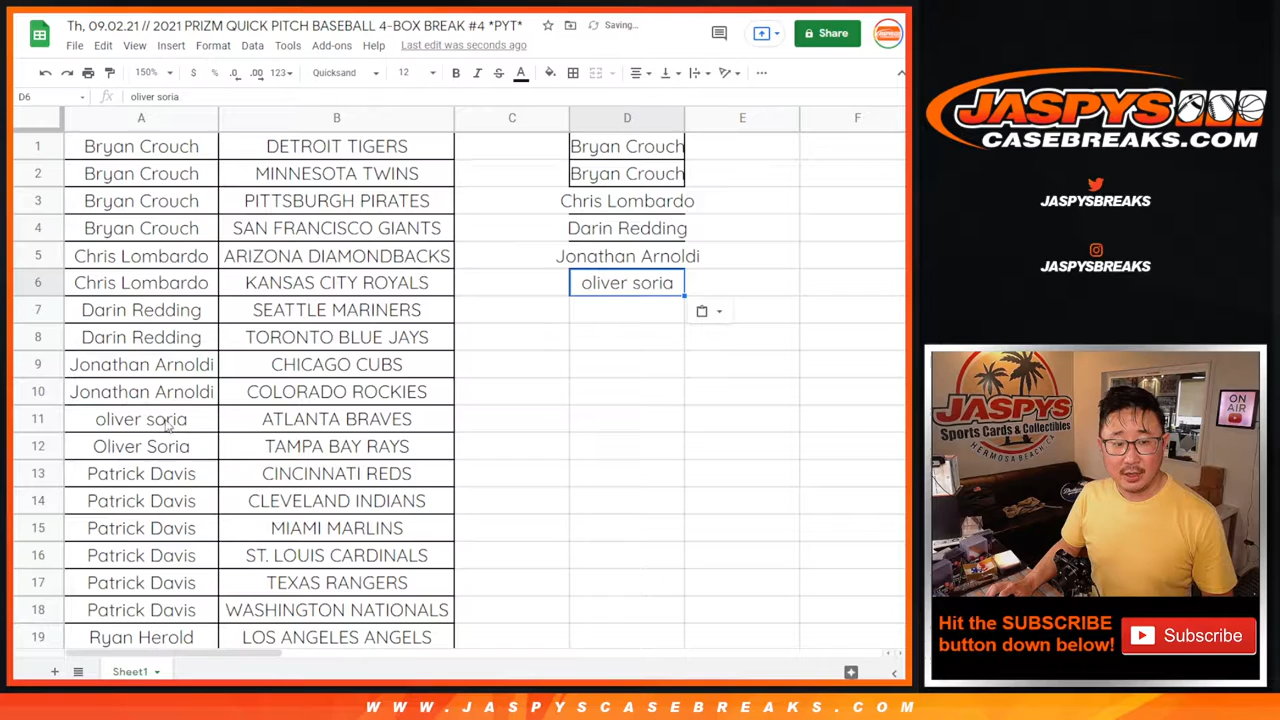 Th, 09.02.21 // 2021 PRIZM QUICK PITCH BASEBALL 4-BOX BREAK #4 *PYT*
Saving...
File Edit View Insert Format Data Tools Add-ons Help Last edit was seconds ago
Share
150% $ % .0 .00 123 Quicksand 12 B I S A
D6 fx oliver soria
A B C D E F
1 Bryan Crouch DETROIT TIGERS Bryan Crouch
2 Bryan Crouch MINNESOTA TWINS Bryan Crouch
3 Bryan Crouch PITTSBURGH PIRATES Chris Lombardo
4 Bryan Crouch SAN FRANCISCO GIANTS Darin Redding
5 Chris Lombardo ARIZONA DIAMONDBACKS Jonathan Arnoldi
6 Chris Lombardo KANSAS CITY ROYALS oliver soria
7 Darin Redding SEATTLE MARINERS
8 Darin Redding TORONTO BLUE JAYS
9 Jonathan Arnoldi CHICAGO CUBS
10 Jonathan Arnoldi COLORADO ROCKIES
11 oliver soria ATLANTA BRAVES
12 Oliver Soria TAMPA BAY RAYS
13 Patrick Davis CINCINNATI REDS
14 Patrick Davis CLEVELAND INDIANS
15 Patrick Davis MIAMI MARLINS
16 Patrick Davis ST. LOUIS CARDINALS
17 Patrick Davis TEXAS RANGERS
18 Patrick Davis WASHINGTON NATIONALS
19 Ryan Herold LOS ANGELES ANGELS
Sheet1
JASPYS
CASEBREAKS.COM
JASPYSBREAKS
JASPYSBREAKS
JASPYS
Sports Cards & Collectibles
HERMOSA BEACH, CA
ON AIR
Hit the SUBSCRIBE
button down below!
Subscribe
WWW.JASPYSCASEBREAKS.COM